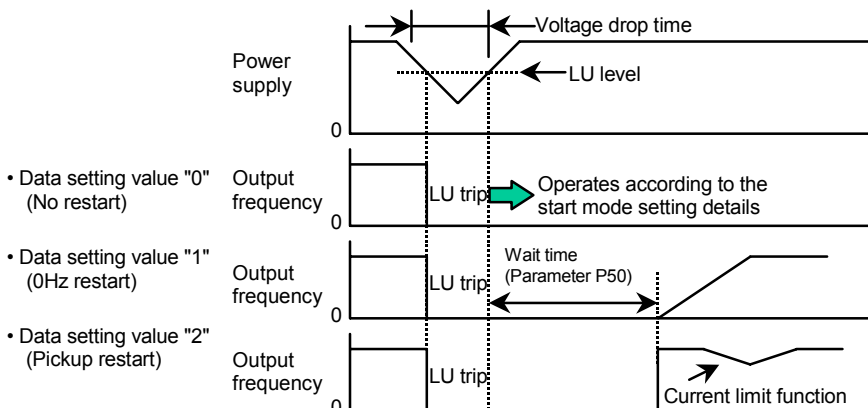 Voltage drop time
Power
supply
LU level
0
• Data setting value "0"
(No restart)
Output
frequency
LU trip
Operates according to the
start mode setting details
0
• Data setting value "1"
(0Hz restart)
Output
frequency
LU trip
Wait time
(Parameter P50)
0
• Data setting value "2"
(Pickup restart)
Output
frequency
LU trip
Current limit function
0